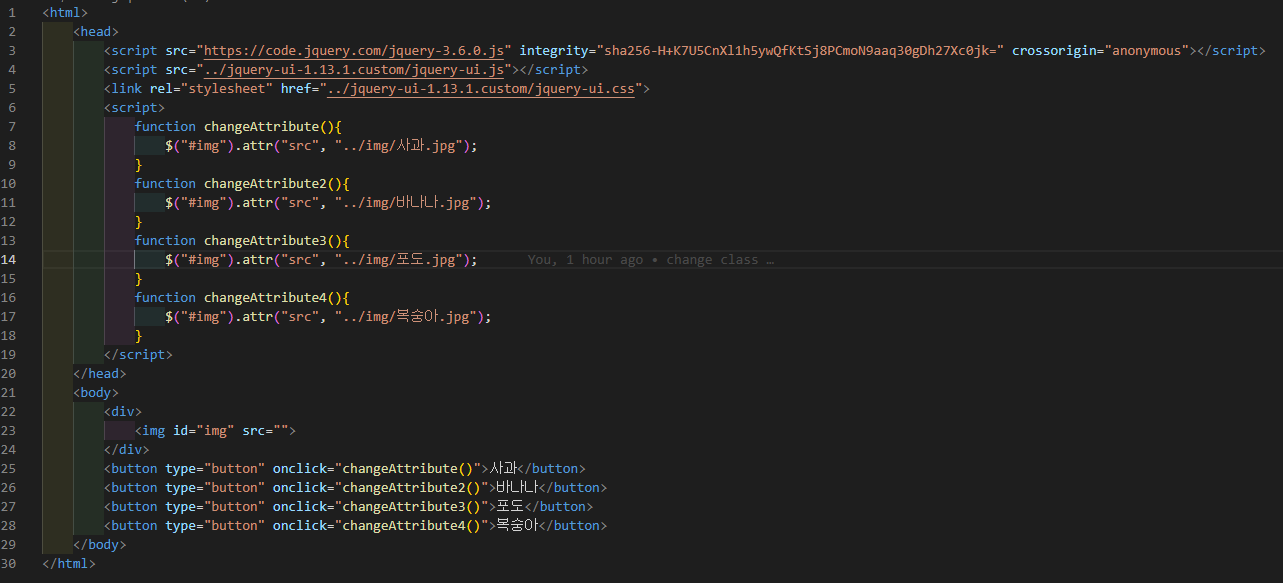 1 <html>
2 <head>
3 <script src="https://code.jquery.com/jquery-3.6.0.js" integrity="sha256-H+K7U5CnXl1h5ywQfKtSj8PCmoN9aaq30gDh27Xc0jk=" crossorigin="anonymous"></script>
4 <script src="../jquery-ui-1.13.1.custom/jquery-ui.js"></script>
5 <link rel="stylesheet" href="../jquery-ui-1.13.1.custom/jquery-ui.css">
6 <script>
7 function changeAttribute(){
8 $("#img").attr("src", "../img/사과.jpg");
9 }
10 function changeAttribute2(){
11 $("#img").attr("src", "../img/바나나.jpg");
12 }
13 function changeAttribute3(){
14 $("#img").attr("src", "../img/포도.jpg"); You, 1 hour ago • change class …
15 }
16 function changeAttribute4(){
17 $("#img").attr("src", "../img/복숭아.jpg");
18 }
19 </script>
20 </head>
21 <body>
22 <div>
23 <img id="img" src="">
24 </div>
25 <button type="button" onclick="changeAttribute()">사과</button>
26 <button type="button" onclick="changeAttribute2()">바나나</button>
27 <button type="button" onclick="changeAttribute3()">포도</button>
28 <button type="button" onclick="changeAttribute4()">복숭아</button>
29 </body>
30 </html>